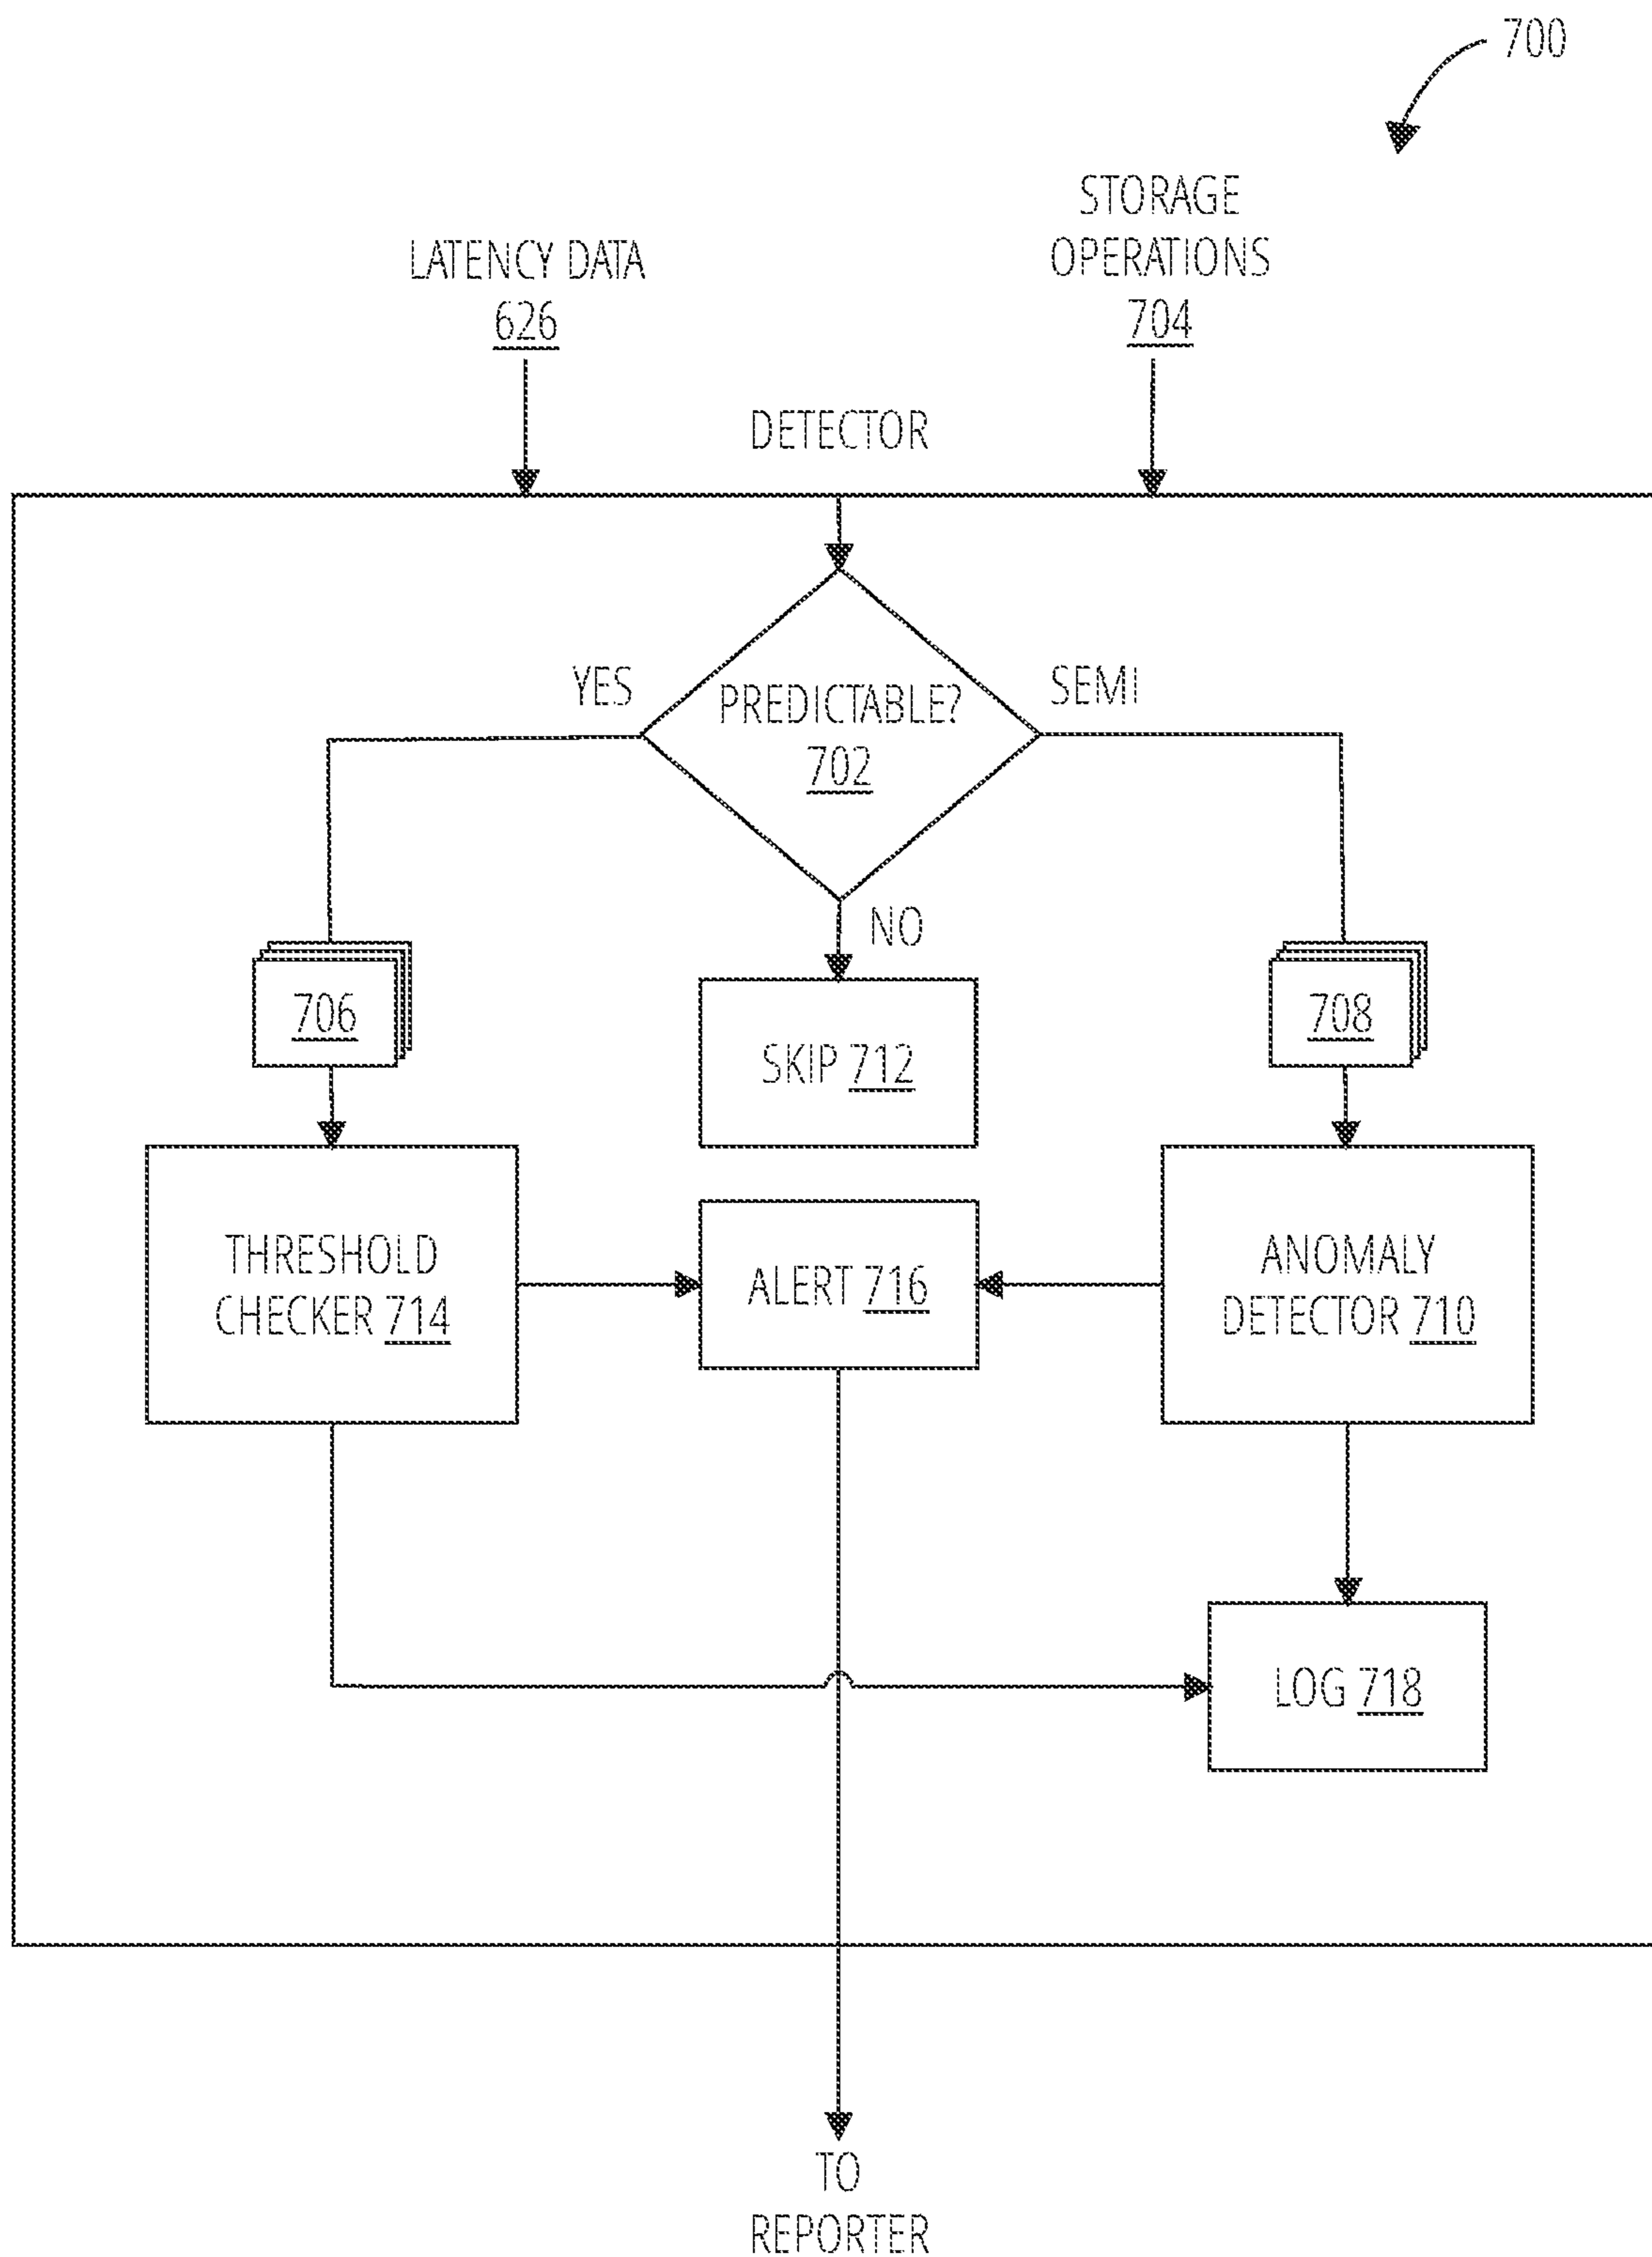 700
STORAGE
OPERATIONS
704
LATENCY DATA
626
DETECTOR
YES
PREDICTABLE?
702
SEMI
NO
706
SKIP 712
708
THRESHOLD
CHECKER 714
ALERT 716
ANOMALY
DETECTOR 710
LOG 718
TO
REPORTER